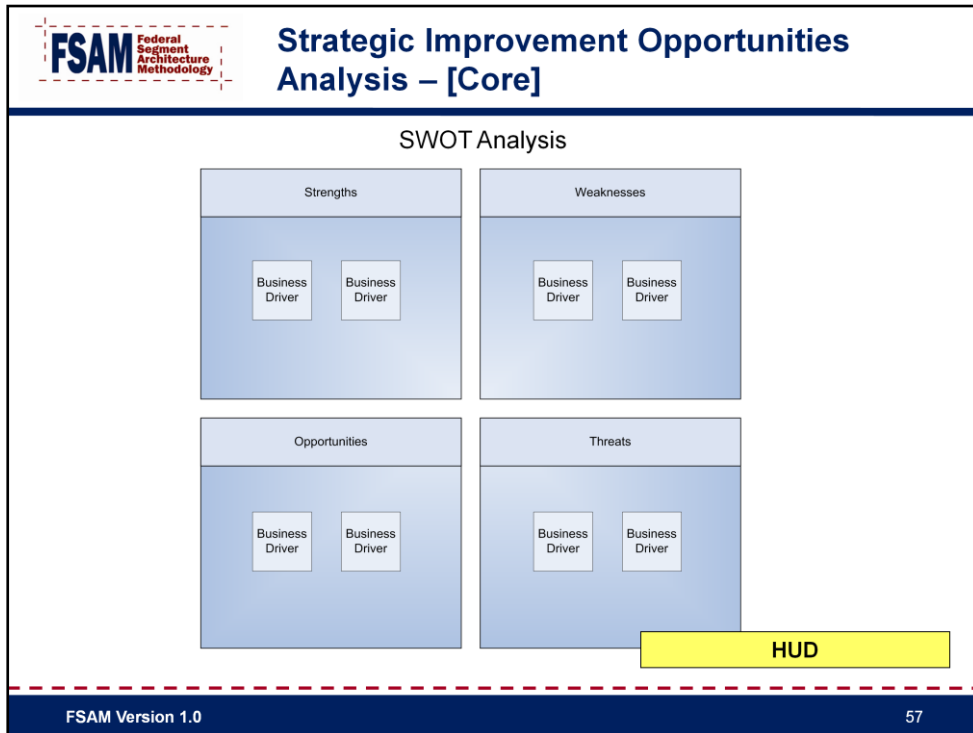 FSAM
Federal
Segment
Architecture
Methodology
Strategic Improvement Opportunities
Analysis – [Core]
SWOT Analysis
Strengths
Business
Driver
Business
Driver
Weaknesses
Business
Driver
Business
Driver
Opportunities
Business
Driver
Business
Driver
Threats
Business
Driver
Business
Driver
HUD
FSAM Version 1.0
57